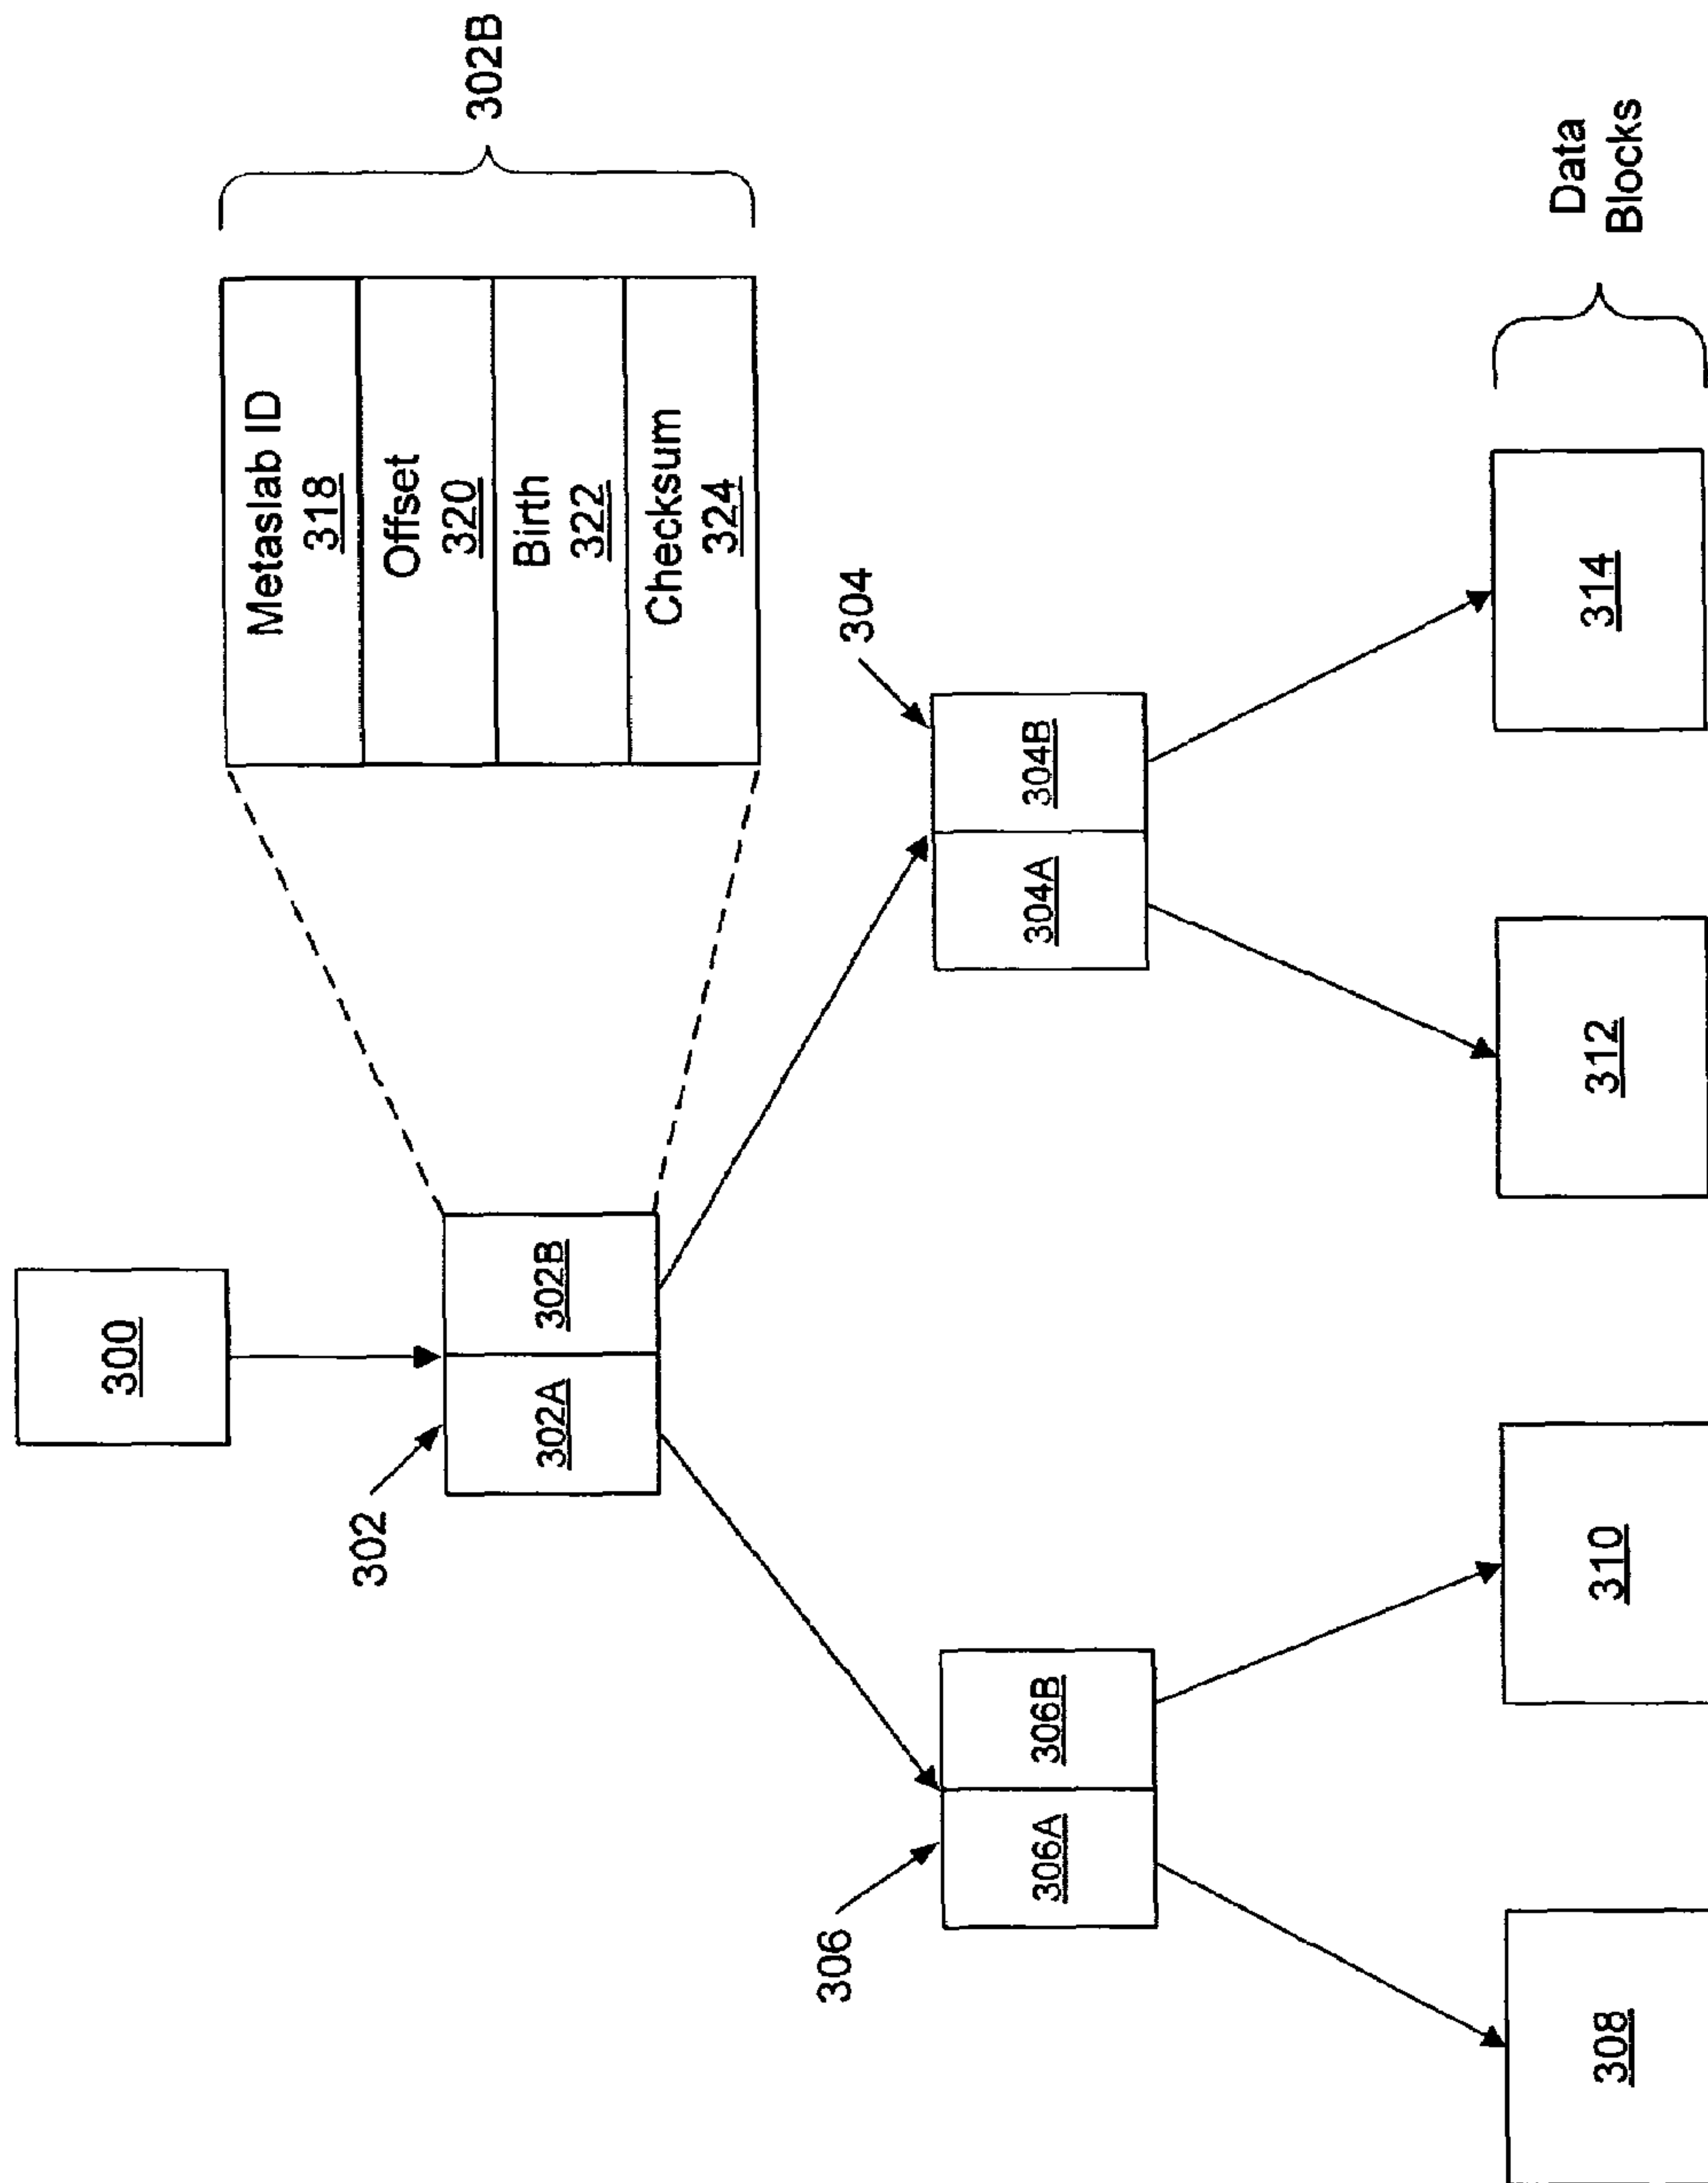 300
302
302A
302B
Metaslab ID
318
Offset
320
Birth
322
Checksum
324
302B
306
306A
306B
304
304A
304B
308
310
312
314
Data
Blocks